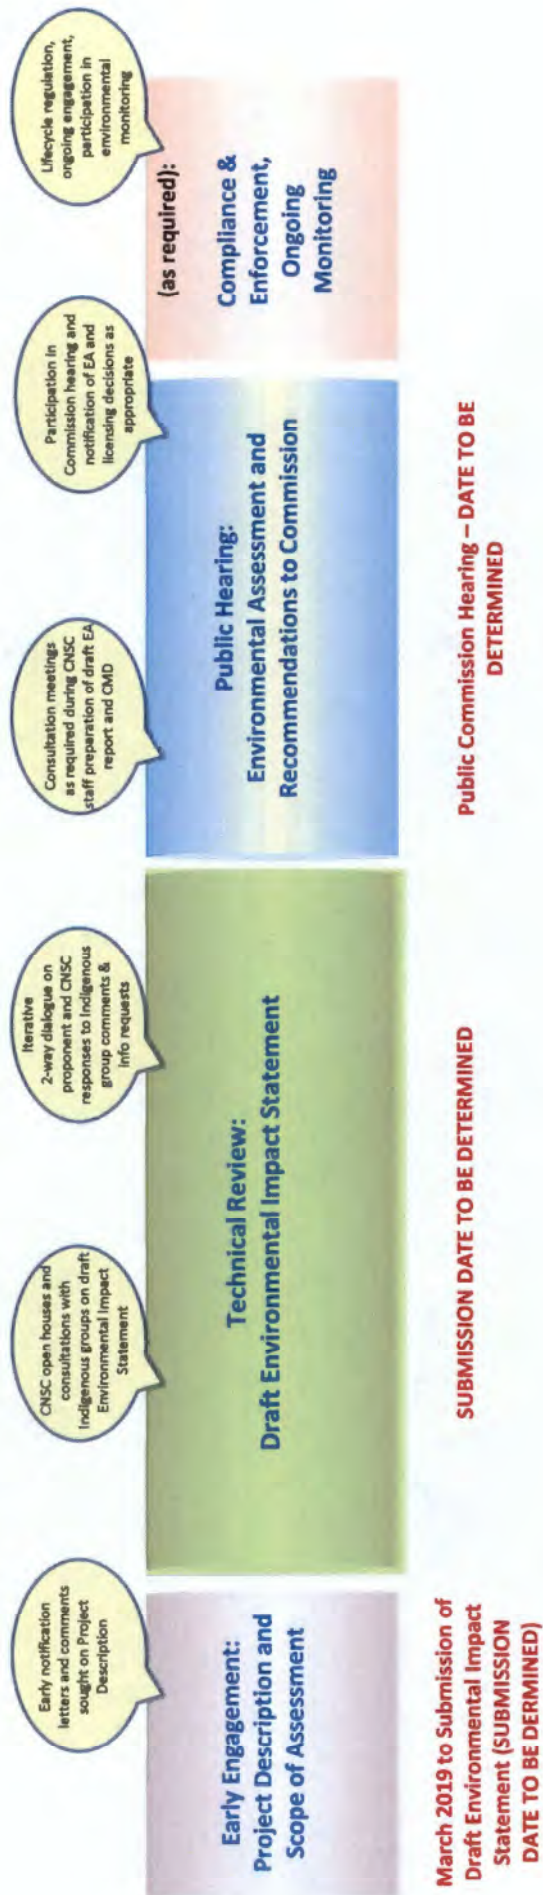 Early notification
letters and comments
sought on Project
Description
CNSC open houses and
consultations with
Indigenous groups on draft
Environmental Impact
Statement
Iterative
2-way dialogue on
proponent and CNSC
responses to Indigenous
group comments &
info requests
Consultation meetings
as required during CNSC
staff preparation of draft EA
report and CMD
Participation in
Commission hearing and
notification of EA and
licensing decisions as
appropriate
Lifecycle regulation,
ongoing engagement,
participation in
environmental
monitoring
Early Engagement:
Project Description and
Scope of Assessment
Technical Review:
Draft Environmental Impact Statement
Public Hearing:
Environmental Assessment and
Recommendations to Commission
(as required):
Compliance &
Enforcement,
Ongoing
Monitoring
March 2019 to Submission of
Draft Environmental Impact
Statement (SUBMISSION
DATE TO BE DERMINED)
SUBMISSION DATE TO BE DETERMINED
Public Commission Hearing – DATE TO BE
DETERMINED